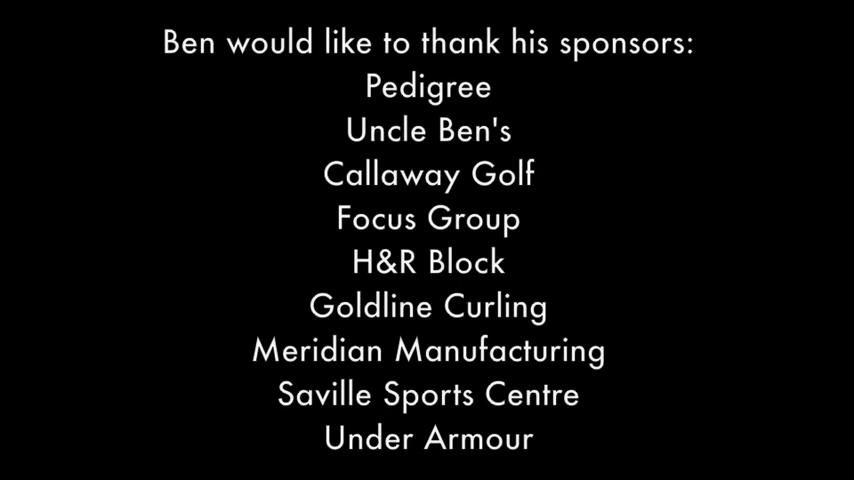 Ben would like to thank his sponsors:
Pedigree
Uncle Ben's
Callaway Golf
Focus Group
H&R Block
Goldline Curling
Meridian Manufacturing
Saville Sports Centre
Under Armour